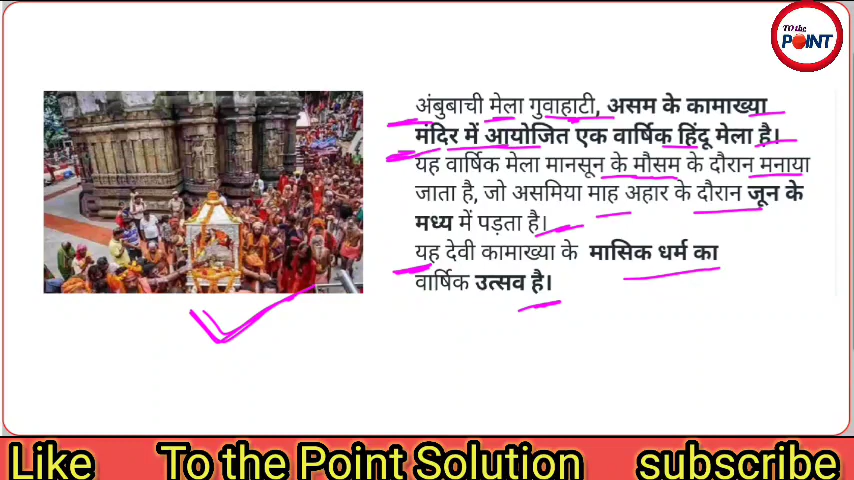 TO the
POINT
अंबुबाची मेला गुवाहाटी, असम के कामाख्या
मंदिर में आयोजित एक वार्षिक हिंदू मेला है।
यह वार्षिक मेला मानसून के मौसम के दौरान मनाया
जाता है, जो असमिया माह अहार के दौरान जून के
मध्य में पड़ता है।
यह देवी कामाख्या के मासिक धर्म का
वार्षिक उत्सव है।
Like To the Point Solution subscribe